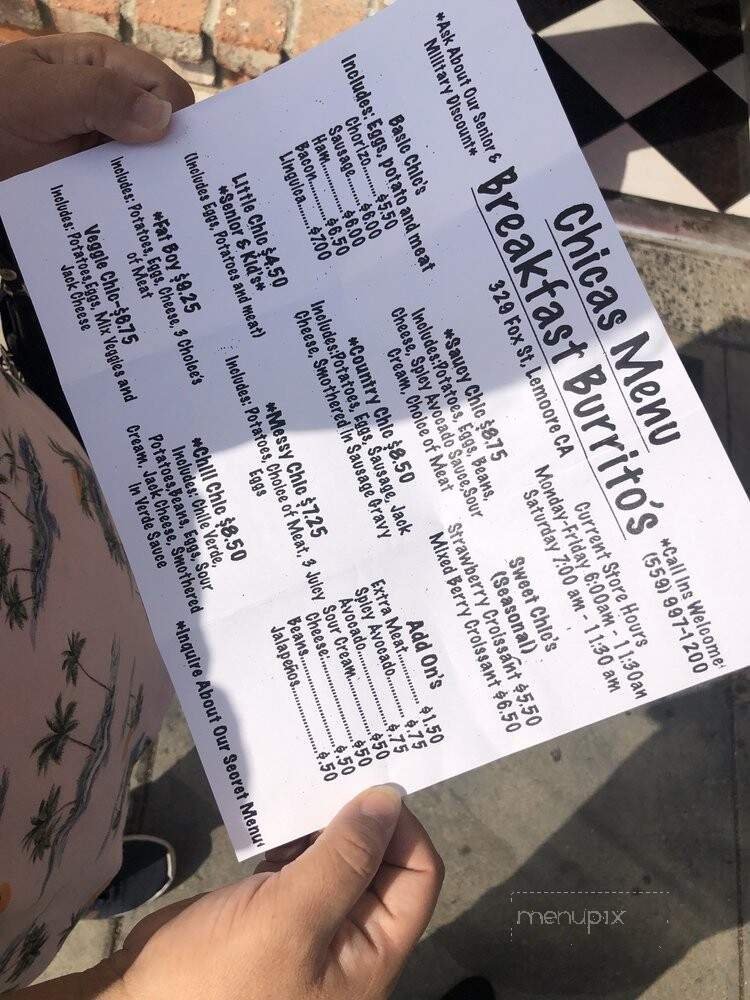 *Ask About Our Senior &
Military Discount*
Chicas Menu
Breakfast Burrito's
329 Fox St, Lemoore CA
*Call Ins Welcome*
(559) 997-1200
Current Store Hours
Monday-Friday 6:00am - 11:30am
Saturday 7:00 am - 11:30 am
Basic Chic's
Includes: Eggs, potato and meat
Chorizo.....$5.50
Sausage.....$6.00
Ham.........$6.00
Bacon.......$6.50
Linguica.....$7.00
Little Chic $4.50
*Senior & Kid's*
(Includes Eggs, Potatoes and meat)
*Fat Boy $9.25
Includes: Potatoes, Eggs, Cheese, 3 Choice's
of Meat
Veggie Chic-$8.75
Includes: Potatoes,Eggs, Mix Veggies and
Jack Cheese
*Saucy Chic $8.75
Includes:Potatoes, Eggs, Beans,
Cheese, Spicy Avocado Sauce,Sour
Cream, Choice of Meat
*Country Chic $8.50
Includes:Potatoes, Eggs, Sausage, Jack
Cheese, Smothered in Sausage Gravy
*Messy Chic $7.25
Includes: Potatoes, Choice of Meat, 3 Juicy
Eggs
*Chili Chic $8.50
Includes: Chile Verde,
Potatoes,Beans, Eggs, Sour
Cream, Jack Cheese, Smothered
in Verde Sauce
Sweet Chic's
(Seasonal)
Strawberry Croissant $5.50
Mixed Berry Croissant $6.50
Add On's
Extra Meat..........$1.50
Spicy Avocado.....$.75
Avocado..............$.75
Sour Cream.........$.50
Cheese................$.50
Beans..................$.50
Jalapeños............$.50
*Inquire About Our Secret Menu*
menupix